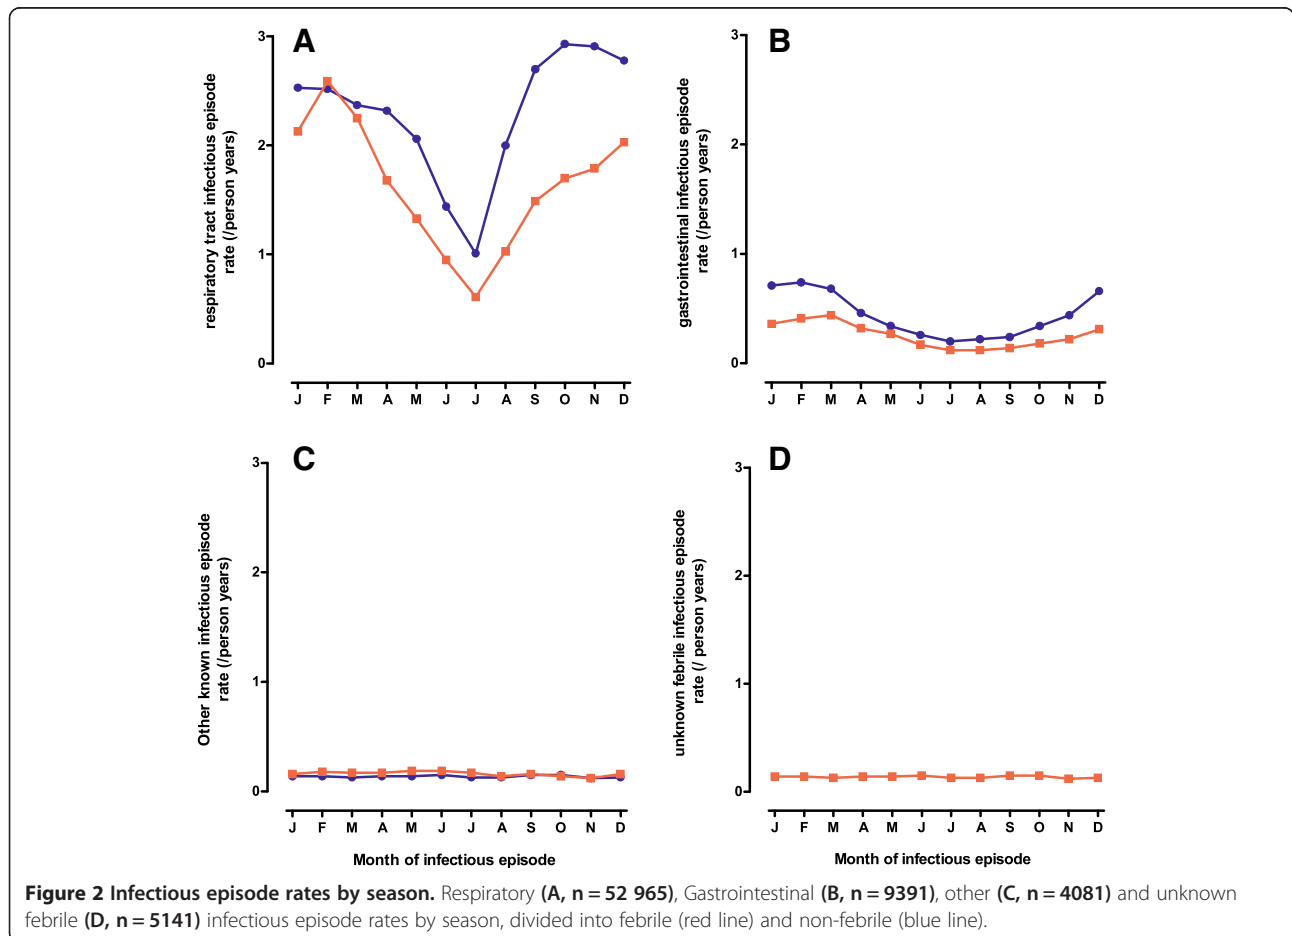 A
3
2
1
0
respiratory tract infectious episode
rate (/person years)
J F M A M J J A S O N D
B
3
2
1
0
gastrointestinal infectious episode
rate (/person years)
J F M A M J J A S O N D
C
3
2
1
0
Other known infectious episode
rate (/person years)
J F M A M J J A S O N D
Month of infectious episode
D
3
2
1
0
unknown febrile infectious episode
rate (/ person years)
J F M A M J J A S O N D
Month of infectious episode
Figure 2 Infectious episode rates by season. Respiratory (A, n = 52 965), Gastrointestinal (B, n = 9391), other (C, n = 4081) and unknown
febrile (D, n = 5141) infectious episode rates by season, divided into febrile (red line) and non-febrile (blue line).